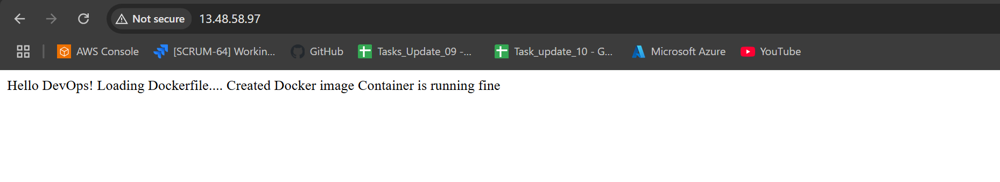 Not secure 13.48.58.97
AWS Console [SCRUM-64] Workin... GitHub Tasks_Update_09 -... Task_update_10 - G... Microsoft Azure YouTube
Hello DevOps! Loading Dockerfile.... Created Docker image Container is running fine